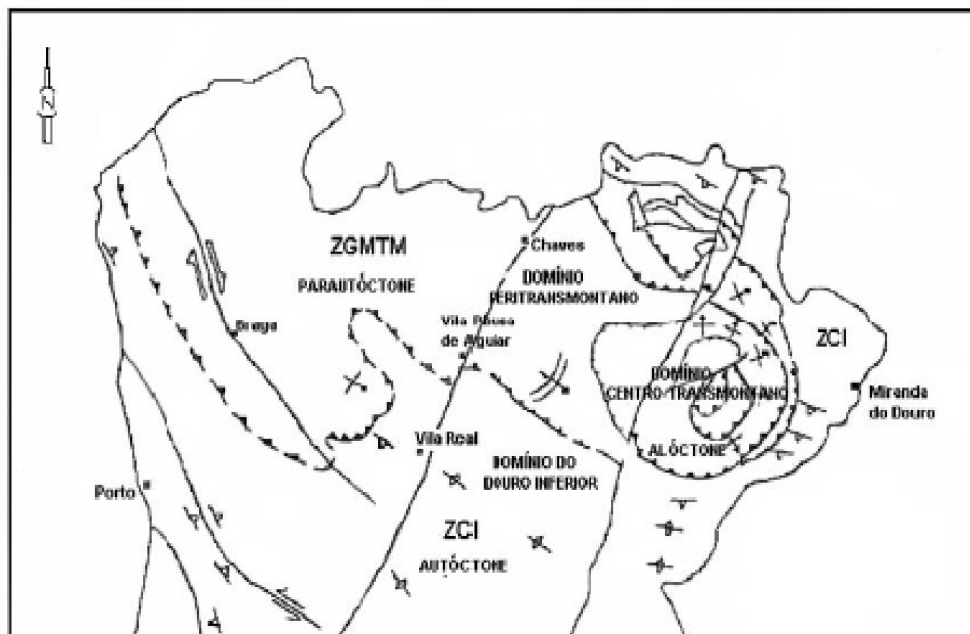 N
ZGMTM
PARAUTÓCTONE
Chaves
DOMÍNIO
PERITRANSMONTANO
Braga
Vila Pouca
de Aguiar
ZCI
DOMÍNIO
CENTRO-TRANSMONTANO
Miranda
do Douro
Vila Real
ALÓCTONE
DOMÍNIO DO
DOURO INFERIOR
Porto
ZCI
AUTÓCTONE